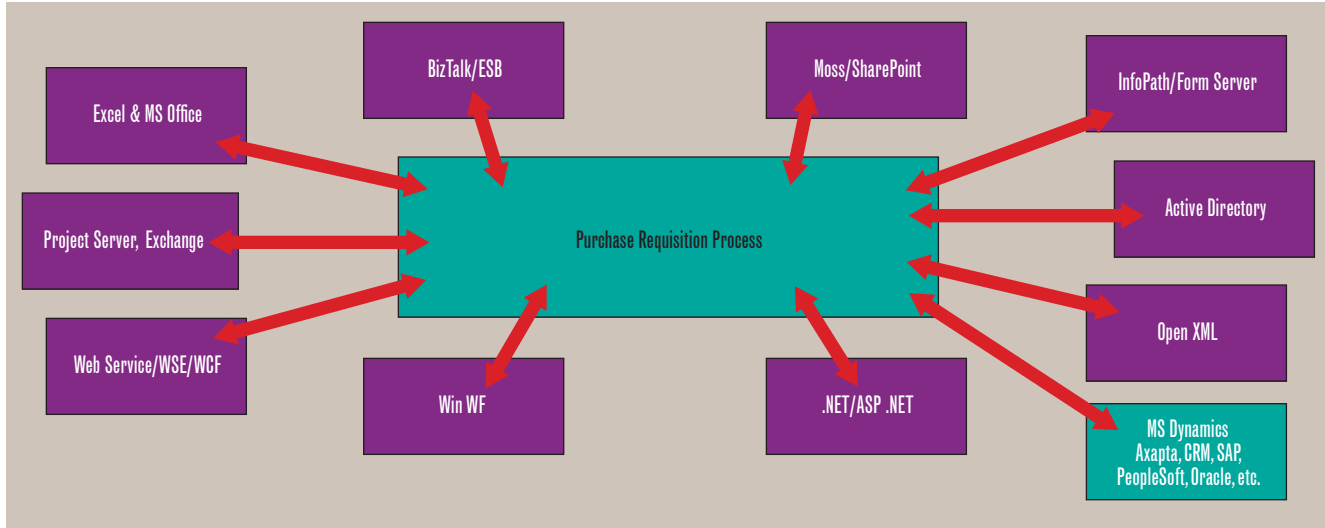 BizTalk/ESB
Moss/SharePoint
InfoPath/Form Server
Excel & MS Office
Active Directory
Project Server, Exchange
Purchase Requisition Process
Open XML
Web Service/WSE/WCF
Win WF
.NET/ASP .NET
MS Dynamics
Axapta, CRM, SAP,
PeopleSoft, Oracle, etc.